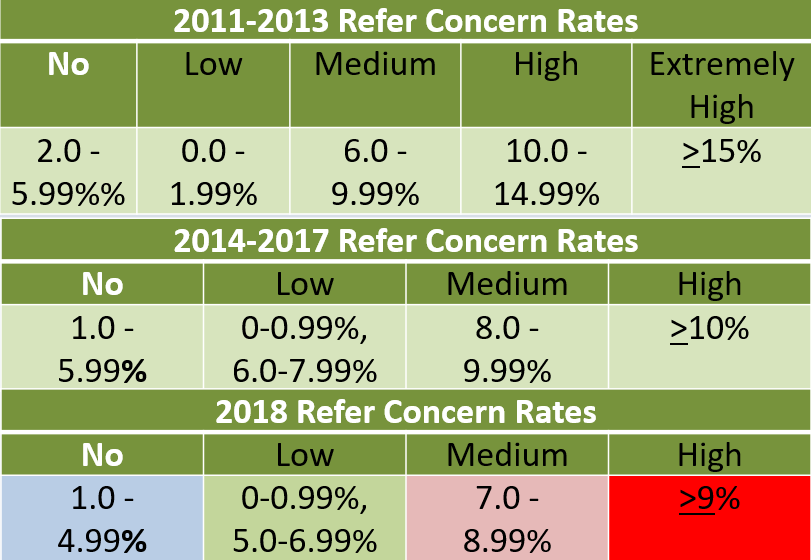 2011-2013 Refer Concern Rates
No Low Medium High Extremely
High
2.0 - 0.0 - 6.0 - 10.0 - ≥15%
5.99%% 1.99% 9.99% 14.99%
2014-2017 Refer Concern Rates
No Low Medium High
1.0 - 0-0.99%, 8.0 - ≥10%
5.99% 6.0-7.99% 9.99%
2018 Refer Concern Rates
No Low Medium High
1.0 - 0-0.99%, 7.0 - ≥9%
4.99% 5.0-6.99% 8.99%